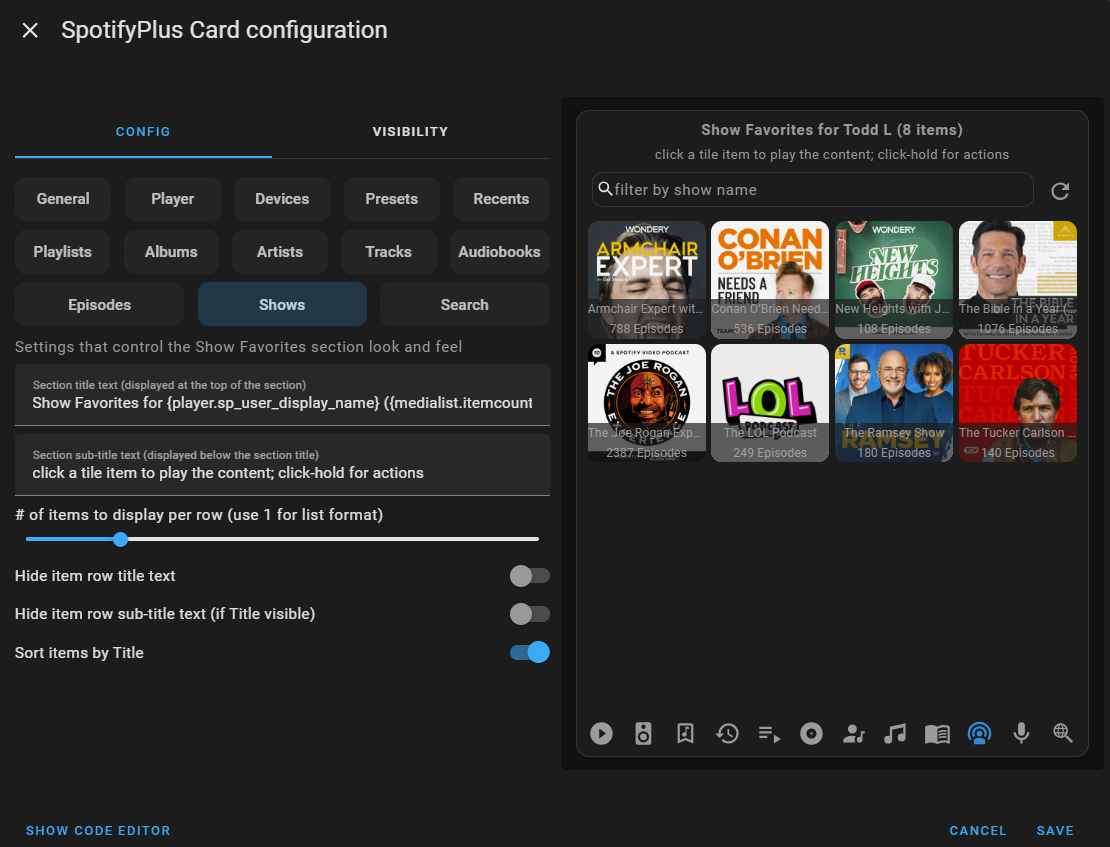 SpotifyPlus Card configuration
CONFIG
VISIBILITY
General
Player
Devices
Presets
Recents
Playlists
Albums
Artists
Tracks
Audiobooks
Episodes
Shows
Search
Settings that control the Show Favorites section look and feel
Section title text (displayed at the top of the section)
Show Favorites for {player.sp_user_display_name} ({medialist.itemcount
Section sub-title text (displayed below the section title)
click a tile item to play the content; click-hold for actions
# of items to display per row (use 1 for list format)
Hide item row title text
Hide item row sub-title text (if Title visible)
Sort items by Title
Show Favorites for Todd L (8 items)
click a tile item to play the content; click-hold for actions
filter by show name
WONDERY
ARMCHAIR
EXPERT
Armchair Expert wit...
788 Episodes
CONAN
O'BRIEN
NEEDS A
FRIEND
TEAM
Conan O'Brien Need...
536 Episodes
WONDERY
NEW
HEIGHTS
New Heights with J...
108 Episodes
THE BIBLE
IN A YEAR
The Bible in a Year (...
1076 Episodes
A SPOTIFY VIDEO PODCAST
THE JOE ROGAN
EXPERIENCE
The Joe Rogan Exp...
2387 Episodes
LOL
PODCAST
The LOL Podcast
249 Episodes
THE
RAMSEY
The Ramsey Show
180 Episodes
TUCKER
CARLSON
The Tucker Carlson ...
140 Episodes
SHOW CODE EDITOR
CANCEL
SAVE